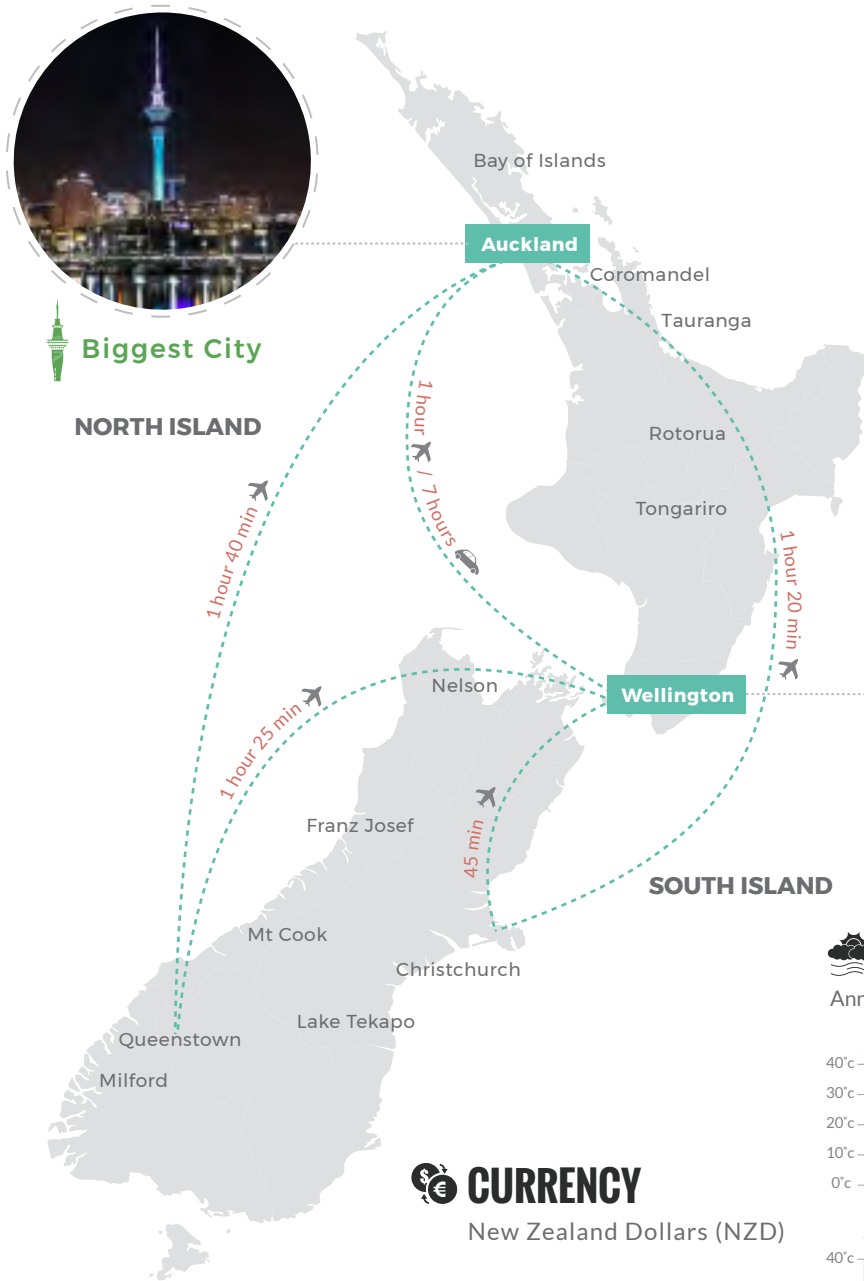 Bay of Islands
Auckland
Coromandel
Tauranga
Biggest City
NORTH ISLAND
1 hour / 7 hours
Rotorua
Tongariro
1 hour 40 min
1 hour 20 min
Nelson
Wellington
1 hour 25 min
Franz Josef
45 min
SOUTH ISLAND
Mt Cook
Christchurch
Ann
Lake Tekapo
Queenstown
Milford
40°c
30°c
20°c
10°c
0°c
$
€
CURRENCY
New Zealand Dollars (NZD)
40°c